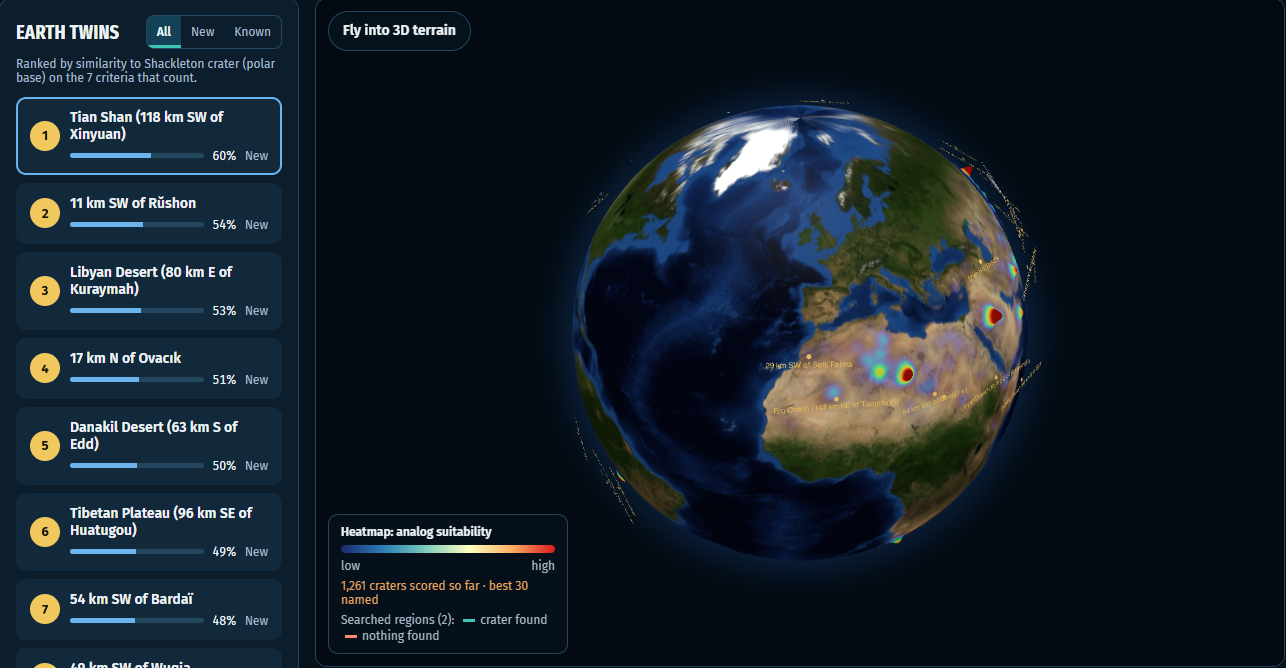 EARTH TWINS
All
New
Known
Ranked by similarity to Shackleton crater (polar
base) on the 7 criteria that count.
1
Tian Shan (118 km SW of
Xinyuan)
60% New
2
11 km SW of Rŭshon
54% New
3
Libyan Desert (80 km E of
Kuraymah)
53% New
4
17 km N of Ovacık
51% New
5
Danakil Desert (63 km S of
Edd)
50% New
6
Tibetan Plateau (96 km SE of
Huatugou)
49% New
7
54 km SW of Bardaï
48% New
Fly into 3D terrain
29 km SW of Setti Fatma
Heatmap: analog suitability
low
high
1,261 craters scored so far · best 30
named
Searched regions (2):
crater found
nothing found